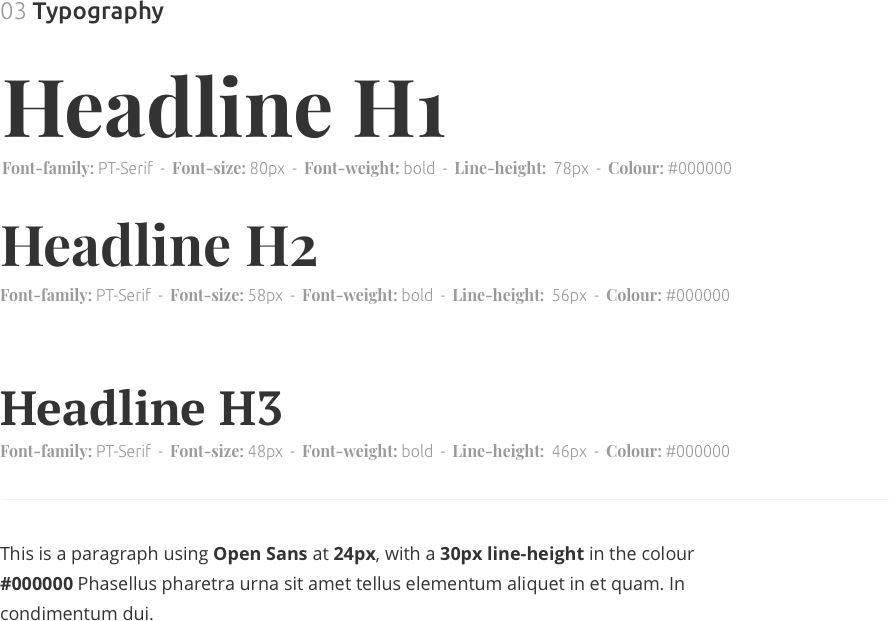 03 Typography
Headline H1
Font-family: PT-Serif - Font-size: 80px - Font-weight: bold - Line-height: 78px - Colour: #000000
Headline H2
Font-family: PT-Serif - Font-size: 58px - Font-weight: bold - Line-height: 56px - Colour: #000000
Headline H3
Font-family: PT-Serif - Font-size: 48px - Font-weight: bold - Line-height: 46px - Colour: #000000
This is a paragraph using Open Sans at 24px, with a 30px line-height in the colour
#000000 Phasellus pharetra urna sit amet tellus elementum aliquet in et quam. In
condimentum dui.